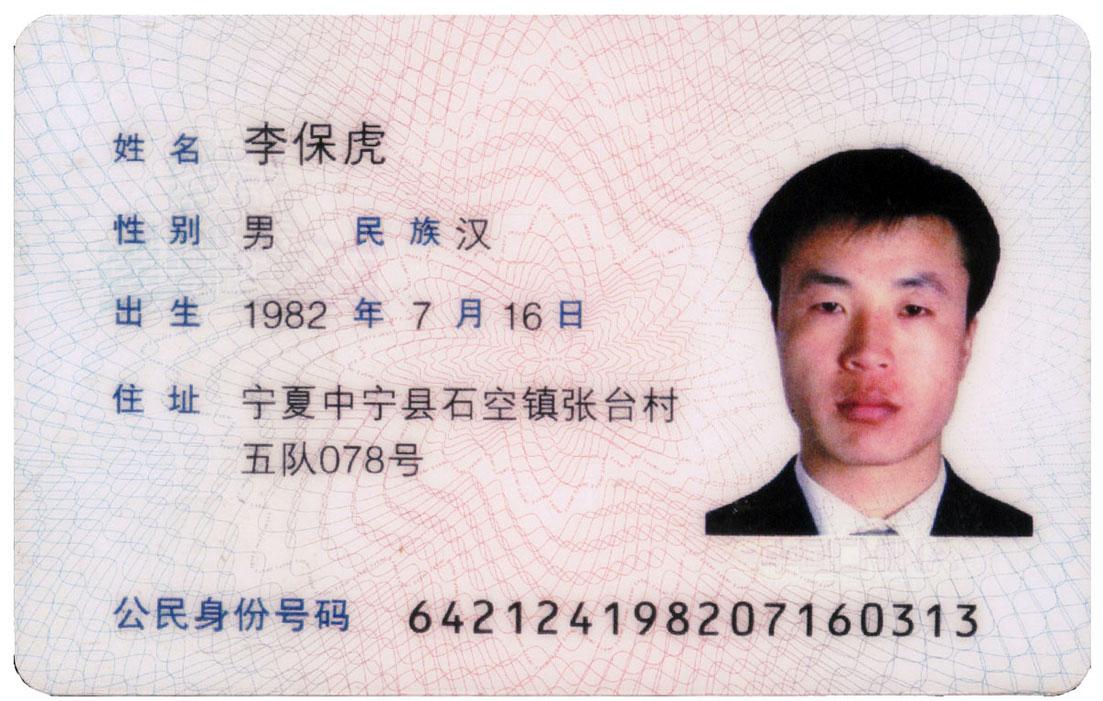 姓名 李保虎
性别 男 民族 汉
出生 1982 年 7 月 16 日
住址 宁夏中宁县石空镇张台村
五队078号
公民身份号码 642124198207160313